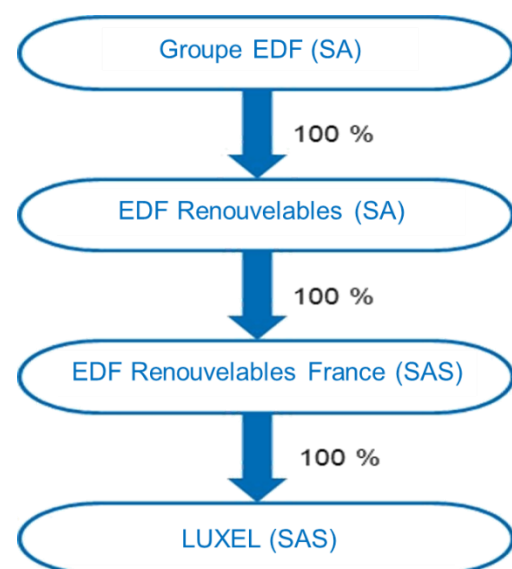 Groupe EDF (SA)
100 %
EDF Renouvelables (SA)
100 %
EDF Renouvelables France (SAS)
100 %
LUXEL (SAS)